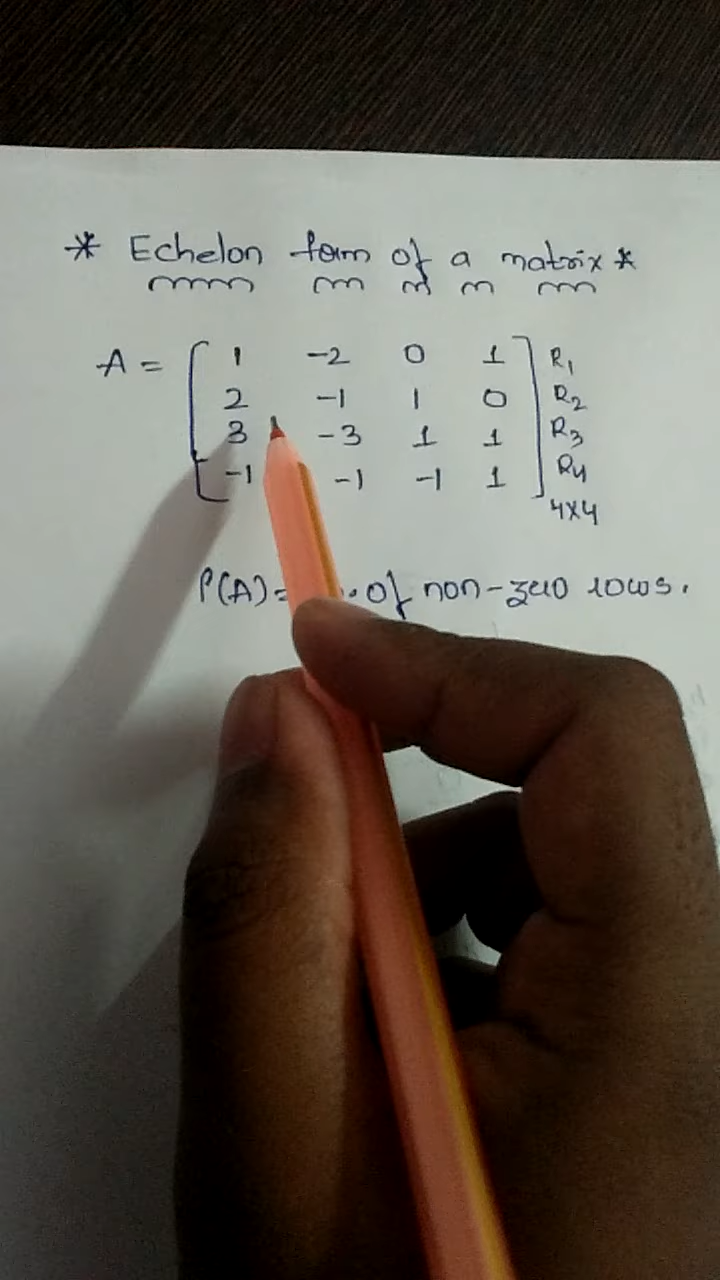 * Echelon form of a matrix *
A = [ 1 -2 0 1 ] R1
2 -1 1 0 R2
3 -3 1 1 R3
-1 -1 -1 1 R4
4x4
ρ(A) = . of non-zero rows.